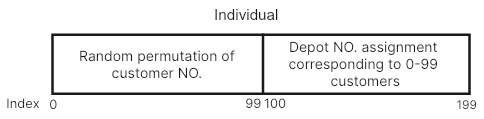 Individual
Random permutation of
customer NO.
Depot NO. assignment
corresponding to 0-99
customers
Index 0 99 100 199